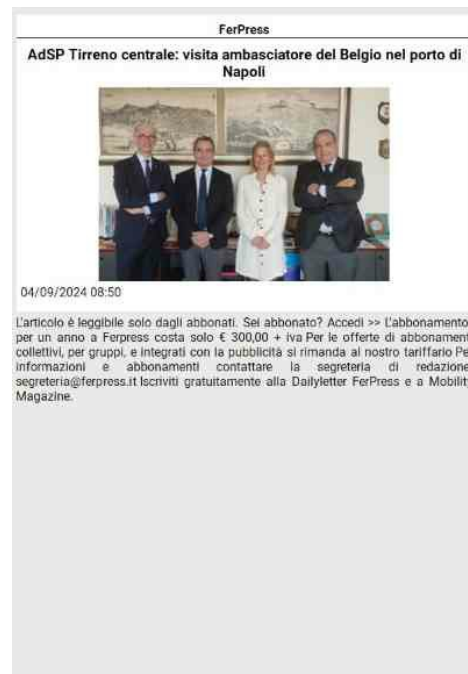 FerPress
AdSP Tirreno centrale: visita ambasciatore del Belgio nel porto di
Napoli
04/09/2024 08:50
L'articolo è leggibile solo dagli abbonati. Sei abbonato? Accedi >> L'abbonamento
per un anno a Ferpress costa solo € 300,00 + iva Per le offerte di abbonament
collettivi, per gruppi, e integrati con la pubblicità si rimanda al nostro tariffario Pe
informazioni e abbonamenti contattare la segreteria di redazione
segreteria@ferpress.it Iscriviti gratuitamente alla Dailyletter FerPress e a Mobility
Magazine.